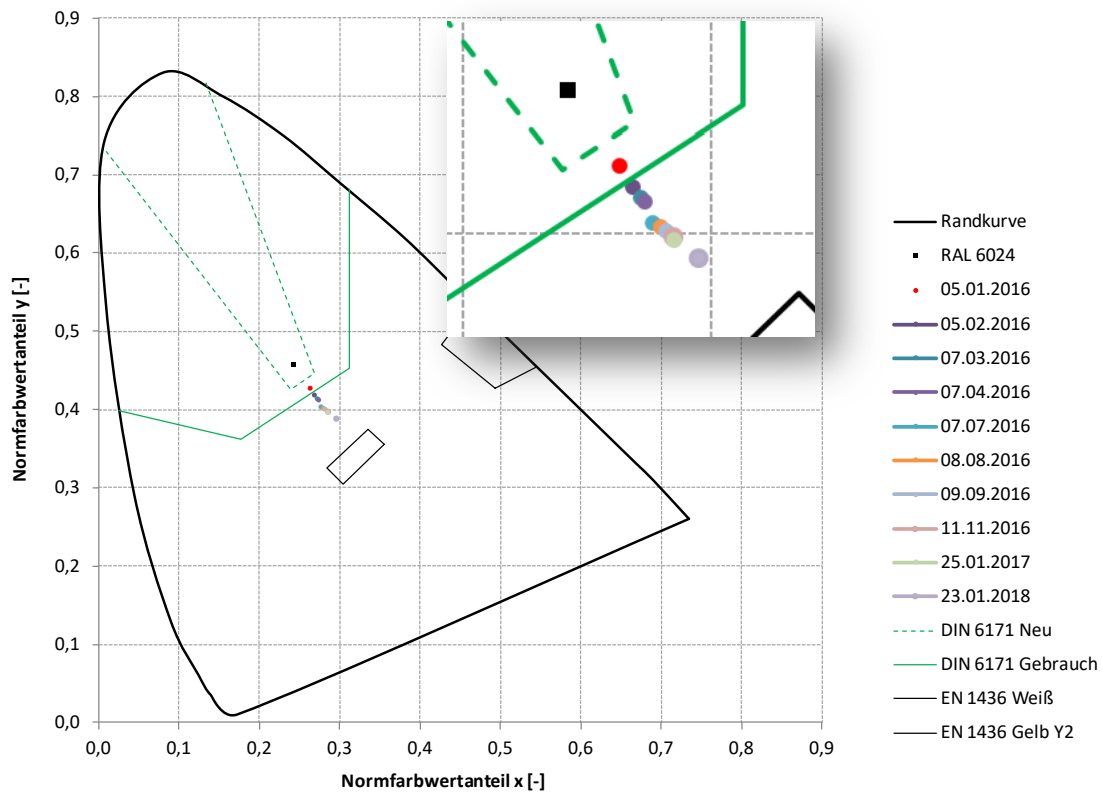 0,9
0,8
0,7
0,6
0,5
0,4
0,3
0,2
0,1
0,0
Normfarbwertanteil y [-]
0,0 0,1 0,2 0,3 0,4 0,5 0,6 0,7 0,8 0,9
Normfarbwertanteil x [-]
Randkurve
RAL 6024
05.01.2016
05.02.2016
07.03.2016
07.04.2016
07.07.2016
08.08.2016
09.09.2016
11.11.2016
25.01.2017
23.01.2018
DIN 6171 Neu
DIN 6171 Gebrauch
EN 1436 Weiß
EN 1436 Gelb Y2